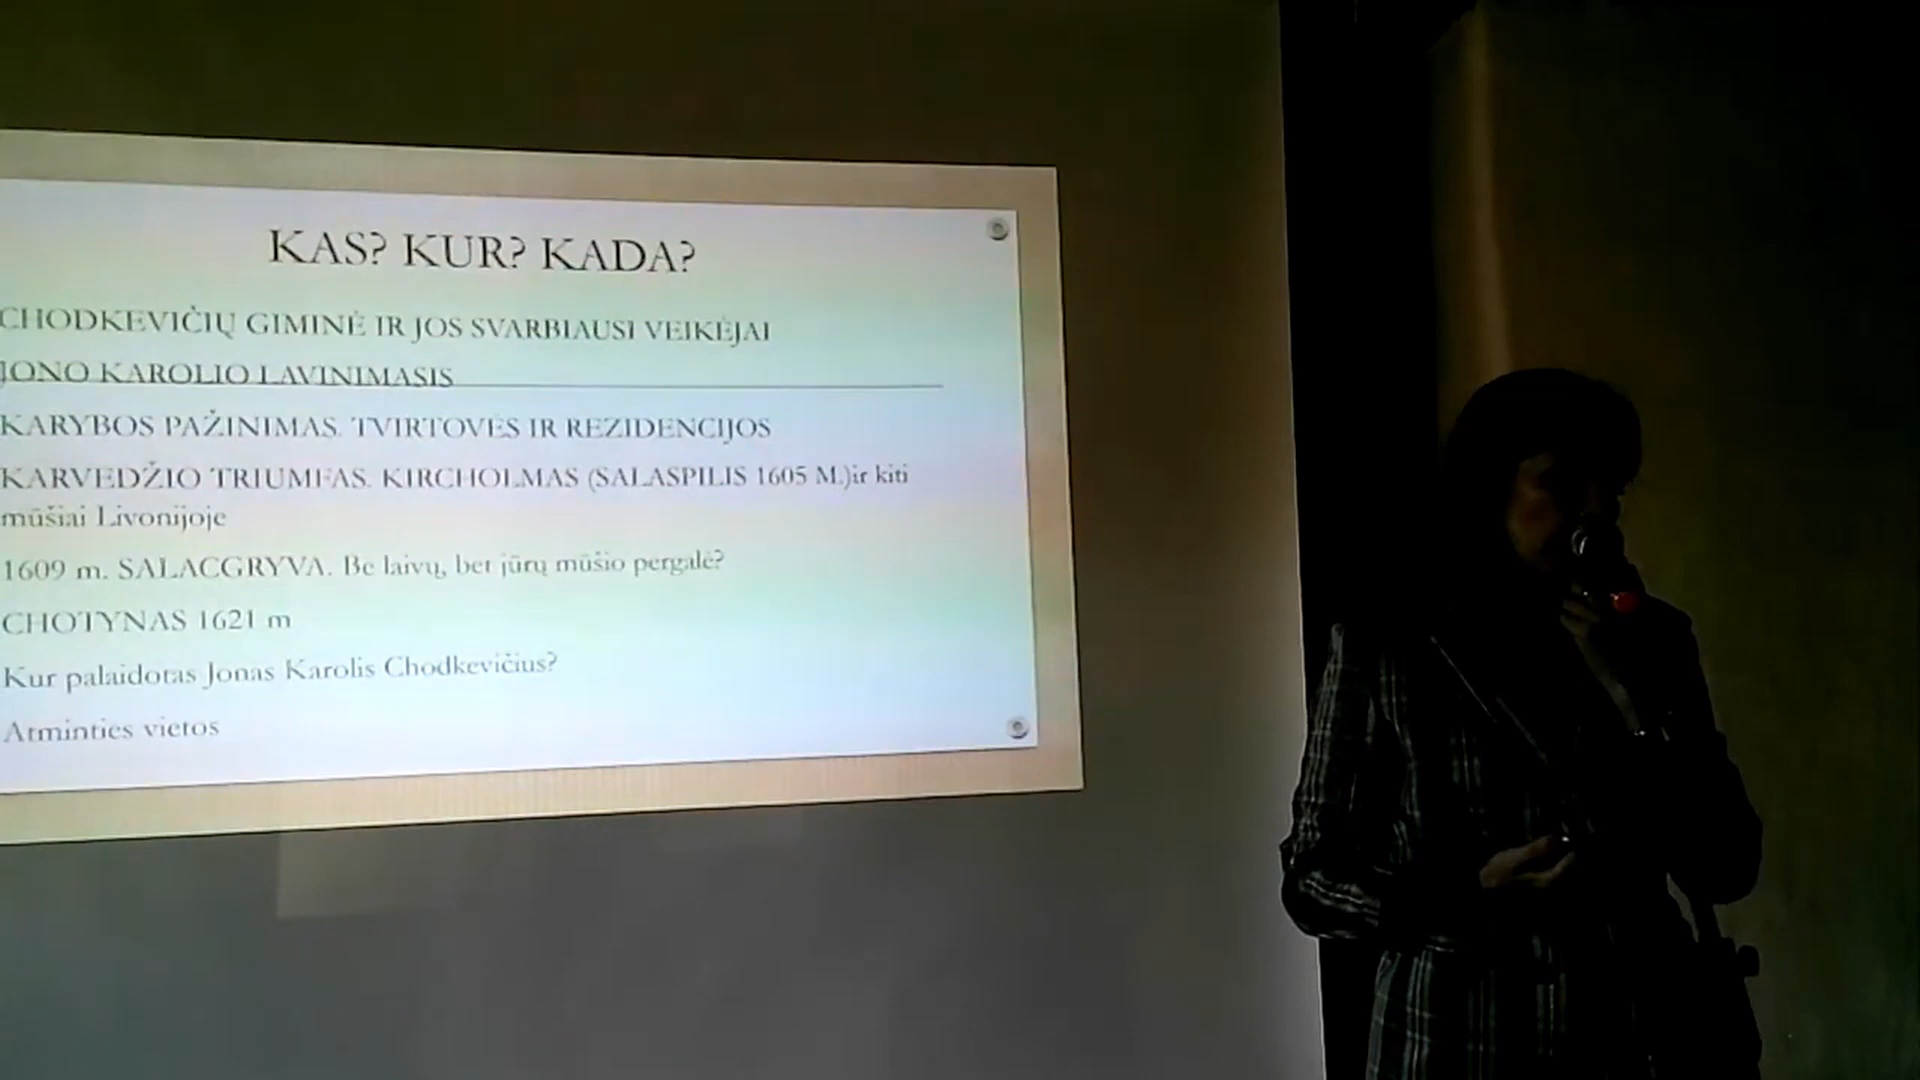 KAS? KUR? KADA?
CHODKEVIČIŲ GIMINĖ IR JOS SVARBIAUSI VEIKĖJAI
JONO KAROLIO LAVINIMASIS
KARYBOS PAŽINIMAS. TVIRTOVĖS IR REZIDENCIJOS
KARVEDŽIO TRIUMFAS. KIRCHOLMAS (SALASPILIS 1605 M.)ir kiti
mūšiai Livonijoje
1609 m. SALACGRYVA. Be laivų, bet jūrų mūšio pergalė?
CHOTYNAS 1621 m
Kur palaidotas Jonas Karolis Chodkevičius?
Atminties vietos